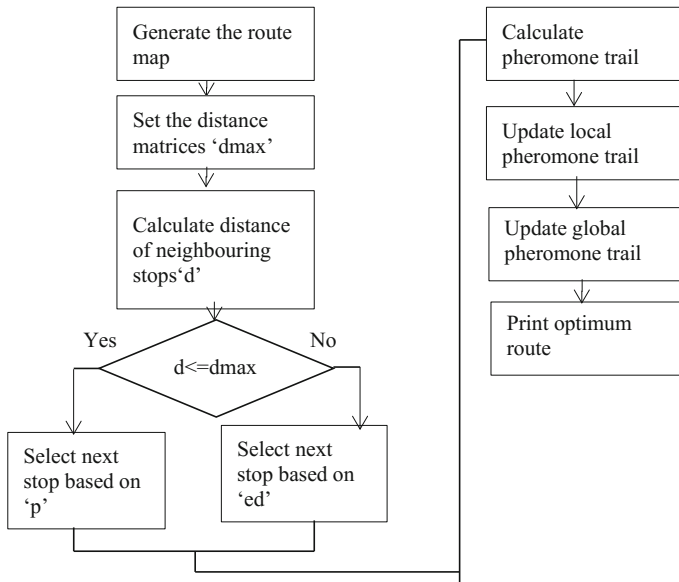 Generate the route
map
Set the distance
matrices ‘dmax’
Calculate distance
of neighbouring
stops‘d’
Yes
No
d<=dmax
Select next
stop based on
‘p’
Select next
stop based on
‘ed’
Calculate
pheromone trail
Update local
pheromone trail
Update global
pheromone trail
Print optimum
route